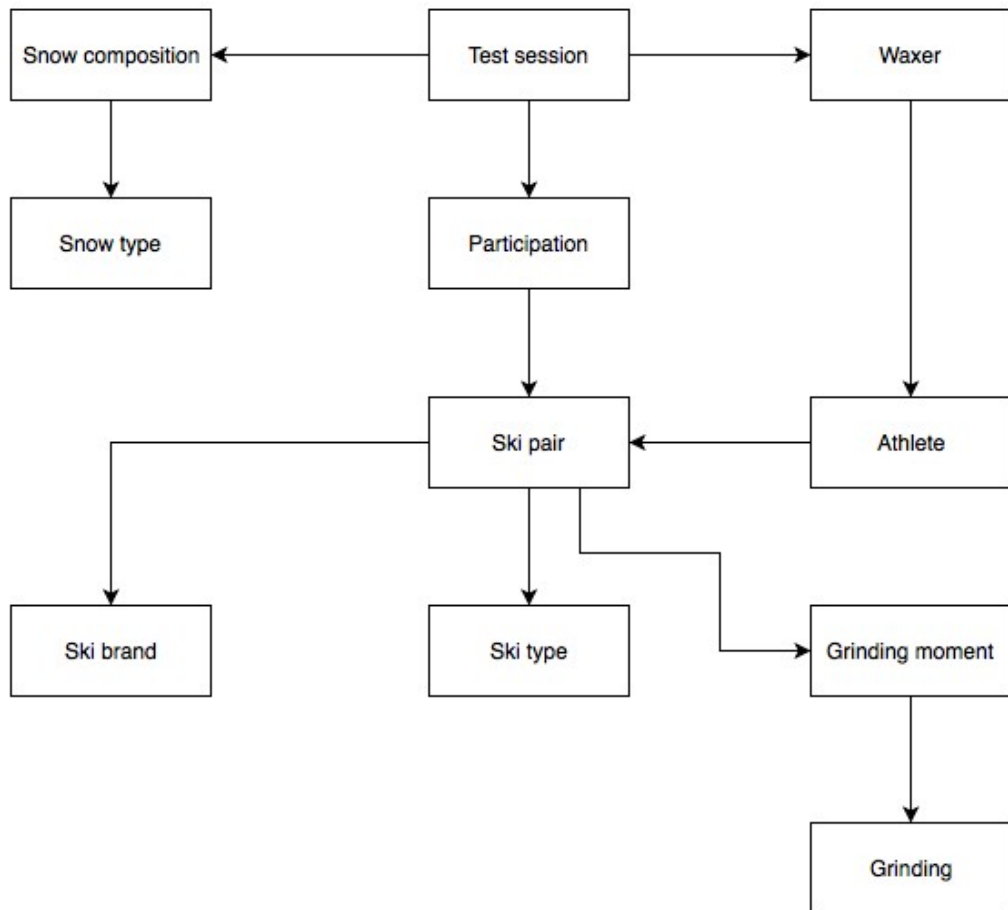 Snow composition
Test session
Waxer
Snow type
Participation
Ski pair
Athlete
Ski brand
Ski type
Grinding moment
Grinding